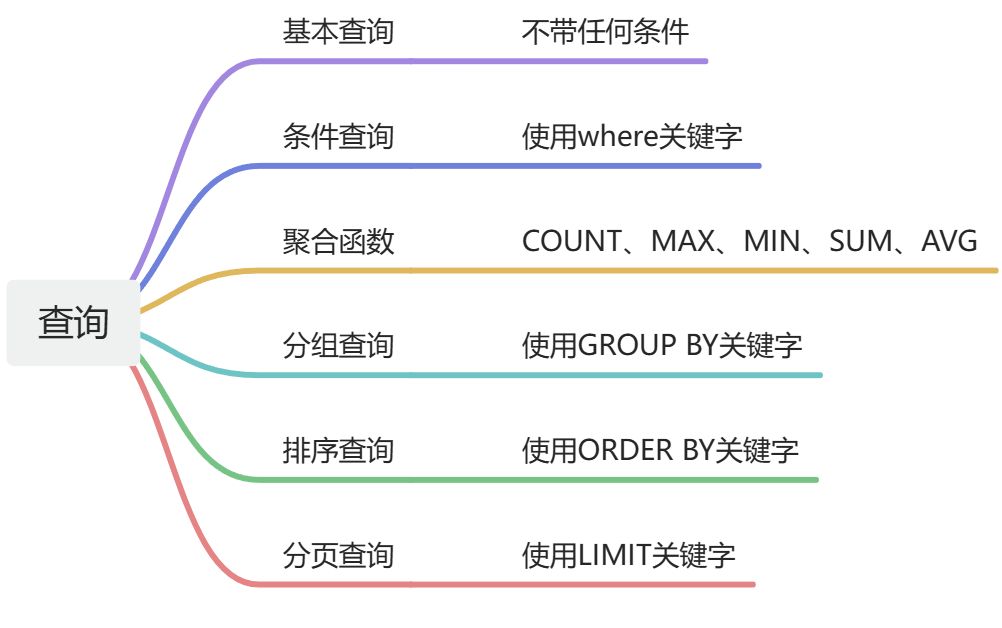 查询
基本查询 不带任何条件
条件查询 使用where关键字
聚合函数 COUNT、MAX、MIN、SUM、AVG
分组查询 使用GROUP BY关键字
排序查询 使用ORDER BY关键字
分页查询 使用LIMIT关键字